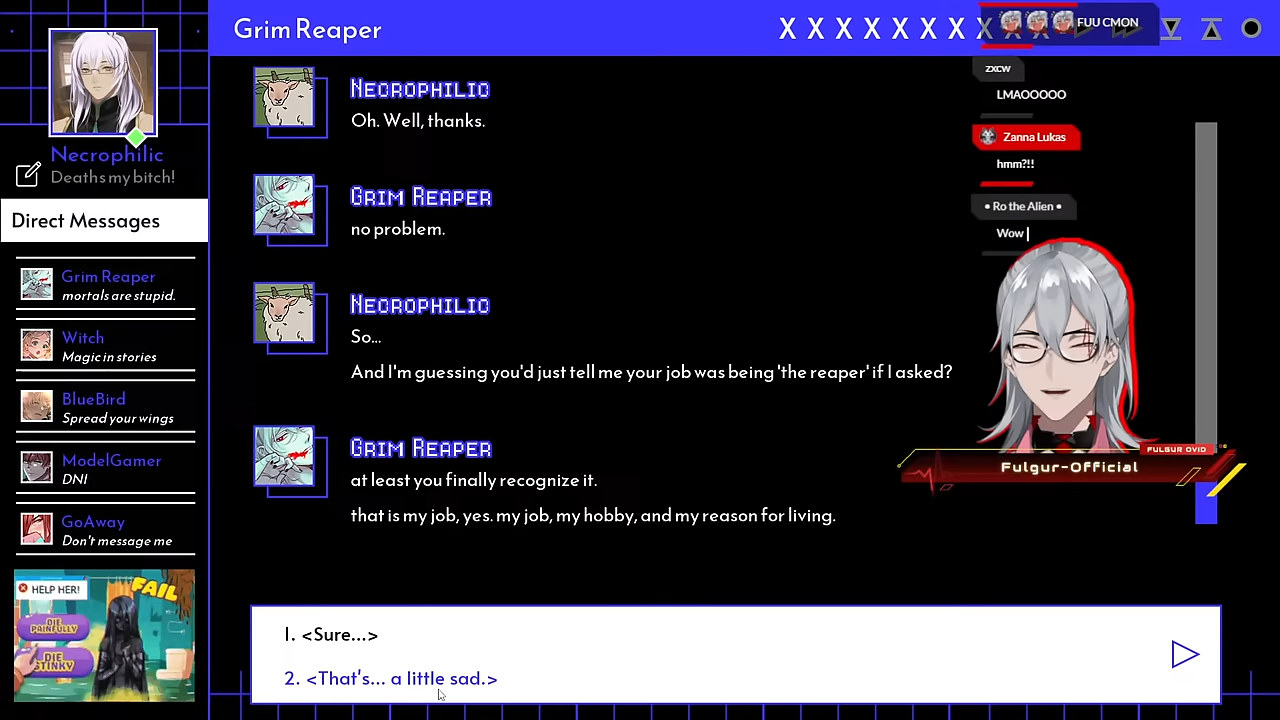 Grim Reaper
X X X X X X X X X X
FUU CMON
Necrophilic
Deaths my bitch!
Direct Messages
Grim Reaper
mortals are stupid.
Witch
Magic in stories
BlueBird
Spread your wings
ModelGamer
DNI
GoAway
Don't message me
HELP HER!
FAIL
DIE PAINFULLY
DIE STINKY
NECROPHILIC
Oh. Well, thanks.
GRIM REAPER
no problem.
NECROPHILIC
So...
And I'm guessing you'd just tell me your job was being 'the reaper' if I asked?
GRIM REAPER
at least you finally recognize it.
that is my job, yes. my job, my hobby, and my reason for living.
1. <Sure...>
2. <That's... a little sad.>
zxcw
LMAOOOOO
Zanna Lukas
hmm?!!
• Ro the Alien •
Wow |
FULGUR OVID
Fulgur-Official